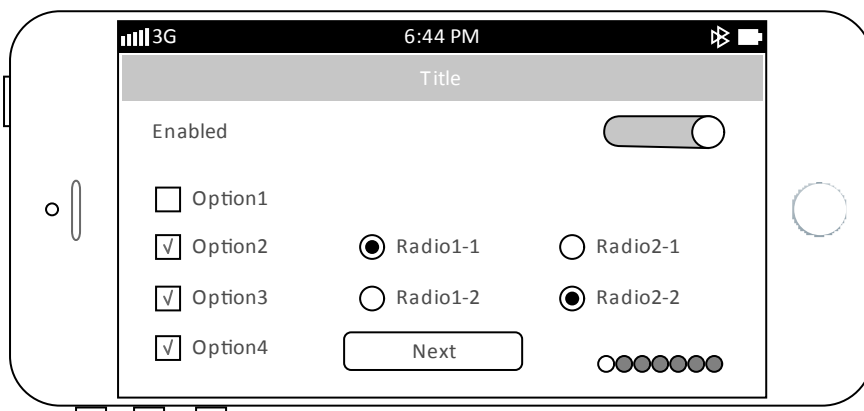 3G 6:44 PM
Title
Enabled
Option1
Option2 Radio1-1 Radio2-1
Option3 Radio1-2 Radio2-2
Option4 Next